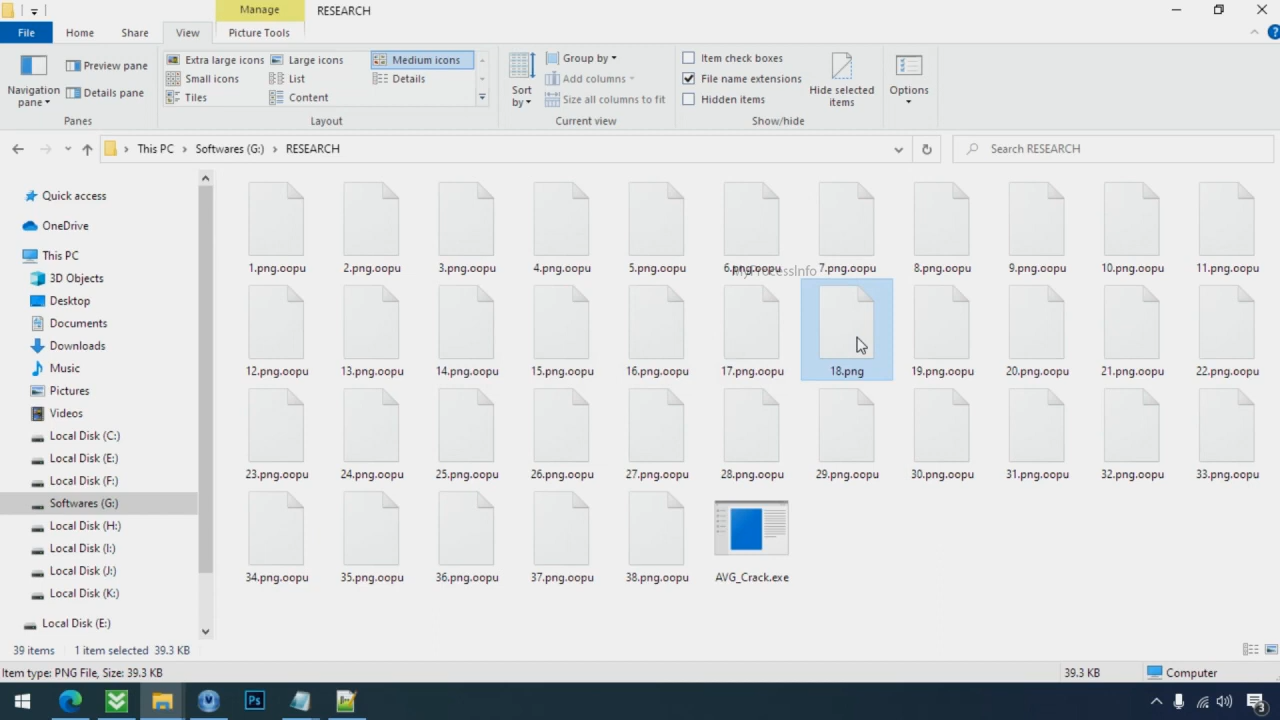 Manage
RESEARCH
File
Home
Share
View
Picture Tools
Navigation pane
Preview pane
Details pane
Panes
Extra large icons
Large icons
Medium icons
Small icons
List
Details
Tiles
Content
Layout
Sort by
Group by
Add columns
Size all columns to fit
Current view
Item check boxes
File name extensions
Hidden items
Hide selected items
Show/hide
Options
This PC > Softwares (G:) > RESEARCH
Search RESEARCH
Quick access
OneDrive
This PC
3D Objects
Desktop
Documents
Downloads
Music
Pictures
Videos
Local Disk (C:)
Local Disk (E:)
Local Disk (F:)
Softwares (G:)
Local Disk (H:)
Local Disk (I:)
Local Disk (J:)
Local Disk (K:)
Local Disk (E:)
1.png.oopu 2.png.oopu 3.png.oopu 4.png.oopu 5.png.oopu 6.png.oopu 7.png.oopu 8.png.oopu 9.png.oopu 10.png.oopu 11.png.oopu
MyProcessInfo
12.png.oopu 13.png.oopu 14.png.oopu 15.png.oopu 16.png.oopu 17.png.oopu 18.png 19.png.oopu 20.png.oopu 21.png.oopu 22.png.oopu
23.png.oopu 24.png.oopu 25.png.oopu 26.png.oopu 27.png.oopu 28.png.oopu 29.png.oopu 30.png.oopu 31.png.oopu 32.png.oopu 33.png.oopu
34.png.oopu 35.png.oopu 36.png.oopu 37.png.oopu 38.png.oopu AVG_Crack.exe
39 items 1 item selected 39.3 KB
Item type: PNG File, Size: 39.3 KB
39.3 KB
Computer
Ps
3